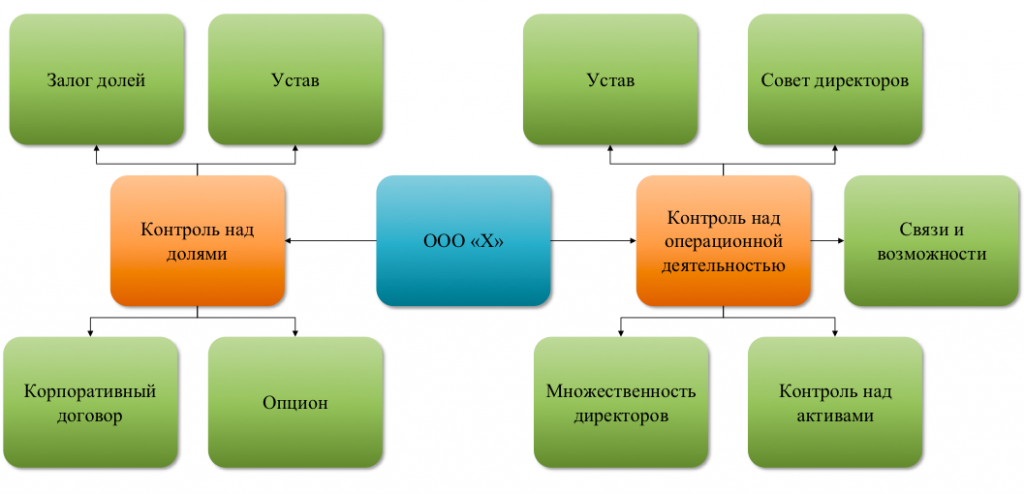 Залог долей
Устав
Устав
Совет директоров
Контроль над
долями
ООО «Х»
Контроль над
операционной
деятельностью
Связи и
возможности
Корпоративный
договор
Опцион
Множественность
директоров
Контроль над
активами